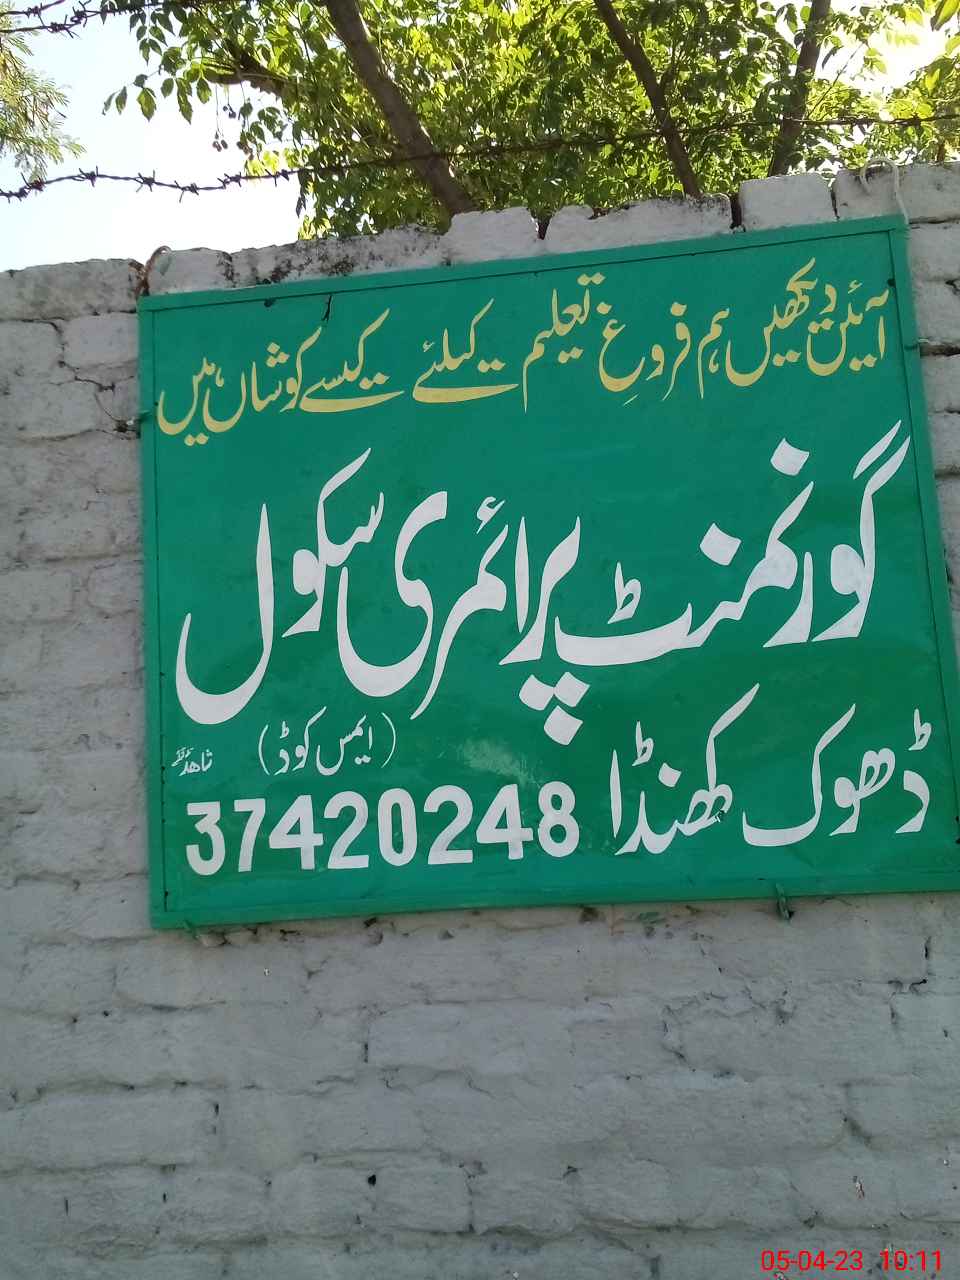 آئیں دیکھیں ہم فروغِ تعلیم کیلئے کیسے کوشاں ہیں
گورنمنٹ پرائمری سکول
ڈھوک کھنڈا
(ایمس کوڈ)
37420248
05-04-23 10:11